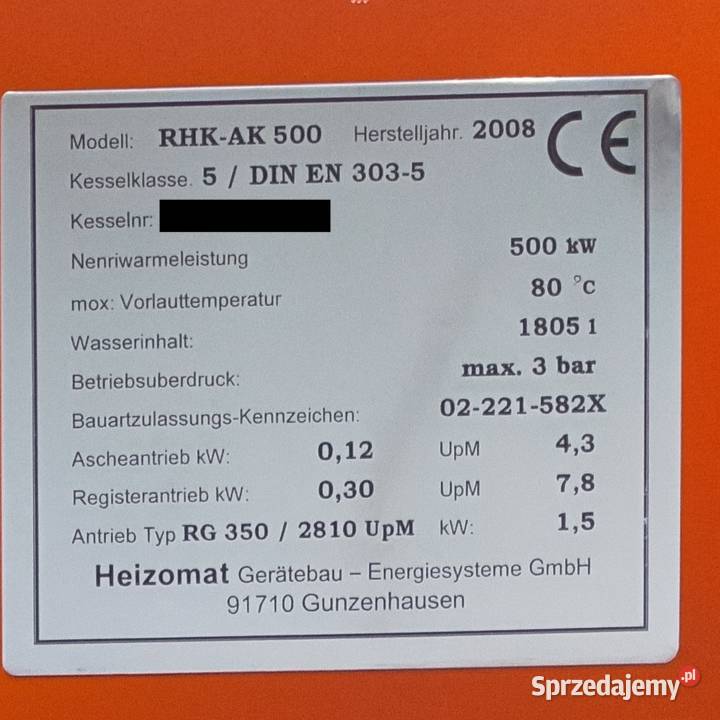 Modell: RHK-AK 500 Herstelljahr. 2008 CE
Kesselklasse. 5 / DIN EN 303-5
Kesselnr:
Nenriwarmeleistung 500 kW
mox: Vorlauttemperatur 80 °c
Wasserinhalt: 1805 l
Betriebsuberdruck: max. 3 bar
Bauartzulassungs-Kennzeichen: 02-221-582X
Ascheantrieb kW: 0,12 UpM 4,3
Registerantrieb kW: 0,30 UpM 7,8
Antrieb Typ RG 350 / 2810 UpM kW: 1,5
Heizomat Gerätebau – Energiesysteme GmbH
91710 Gunzenhausen
Sprzedajemy.pl